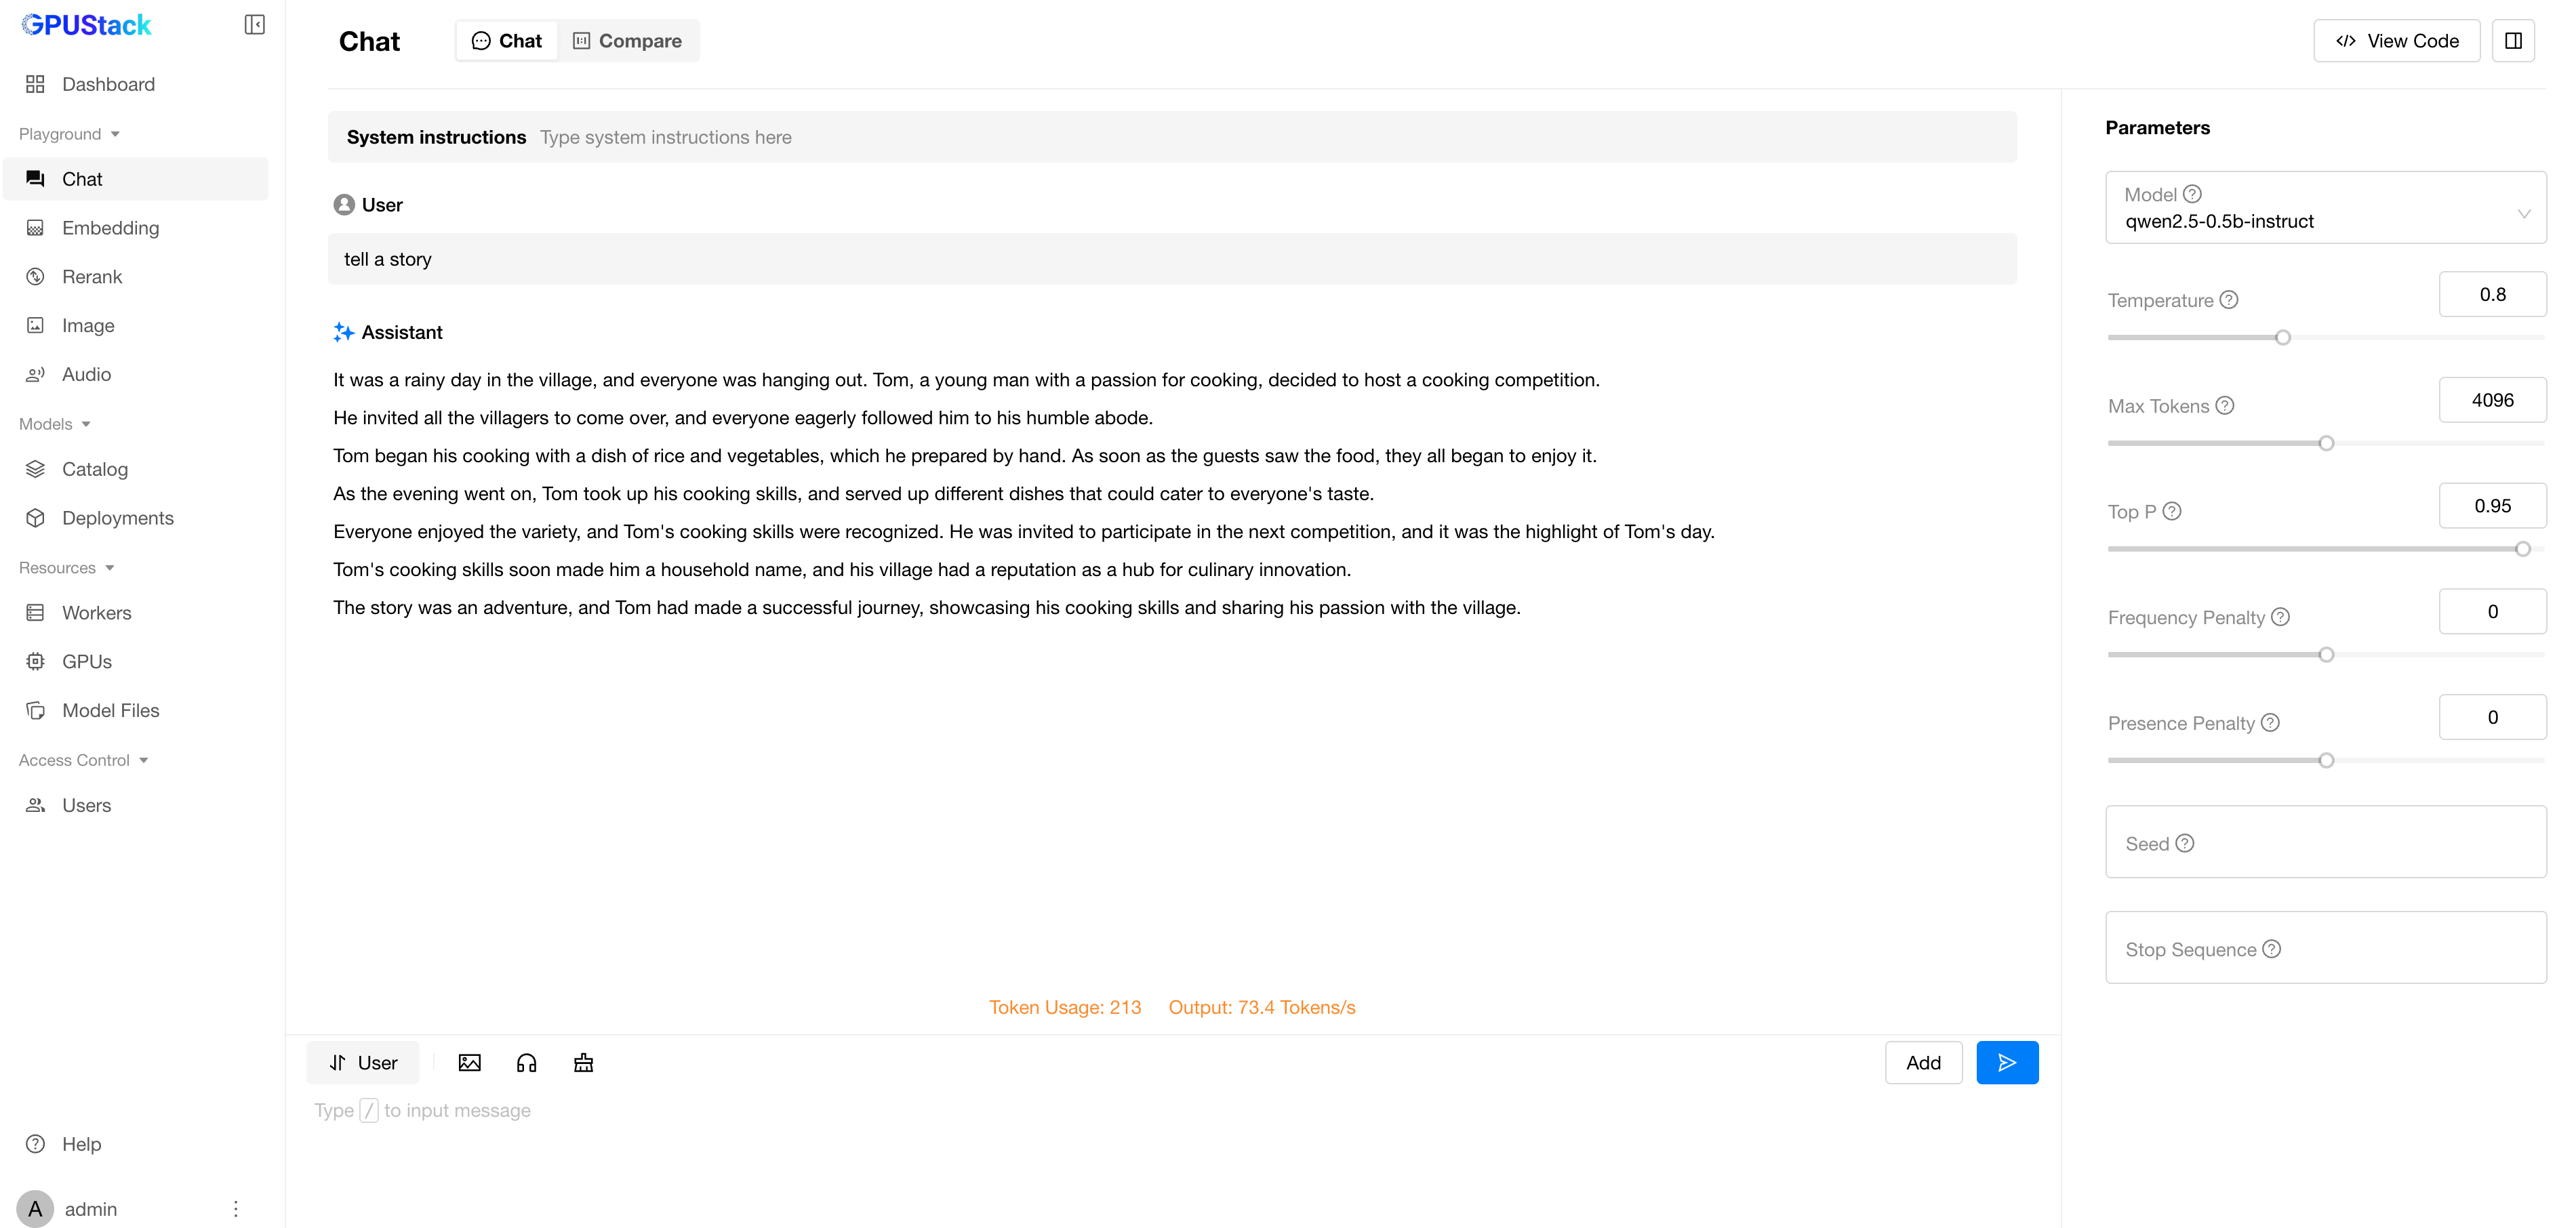 GPUStack
Dashboard
Playground
Chat
Embedding
Rerank
Image
Audio
Models
Catalog
Deployments
Resources
Workers
GPUs
Model Files
Access Control
Users
Help
A admin
Chat
Chat Compare
View Code
System instructions Type system instructions here
User
tell a story
Assistant
It was a rainy day in the village, and everyone was hanging out. Tom, a young man with a passion for cooking, decided to host a cooking competition.
He invited all the villagers to come over, and everyone eagerly followed him to his humble abode.
Tom began his cooking with a dish of rice and vegetables, which he prepared by hand. As soon as the guests saw the food, they all began to enjoy it.
As the evening went on, Tom took up his cooking skills, and served up different dishes that could cater to everyone's taste.
Everyone enjoyed the variety, and Tom's cooking skills were recognized. He was invited to participate in the next competition, and it was the highlight of Tom's day.
Tom's cooking skills soon made him a household name, and his village had a reputation as a hub for culinary innovation.
The story was an adventure, and Tom had made a successful journey, showcasing his cooking skills and sharing his passion with the village.
Token Usage: 213 Output: 73.4 Tokens/s
User
Add
Type / to input message
Parameters
Model
qwen2.5-0.5b-instruct
Temperature 0.8
Max Tokens 4096
Top P 0.95
Frequency Penalty 0
Presence Penalty 0
Seed
Stop Sequence